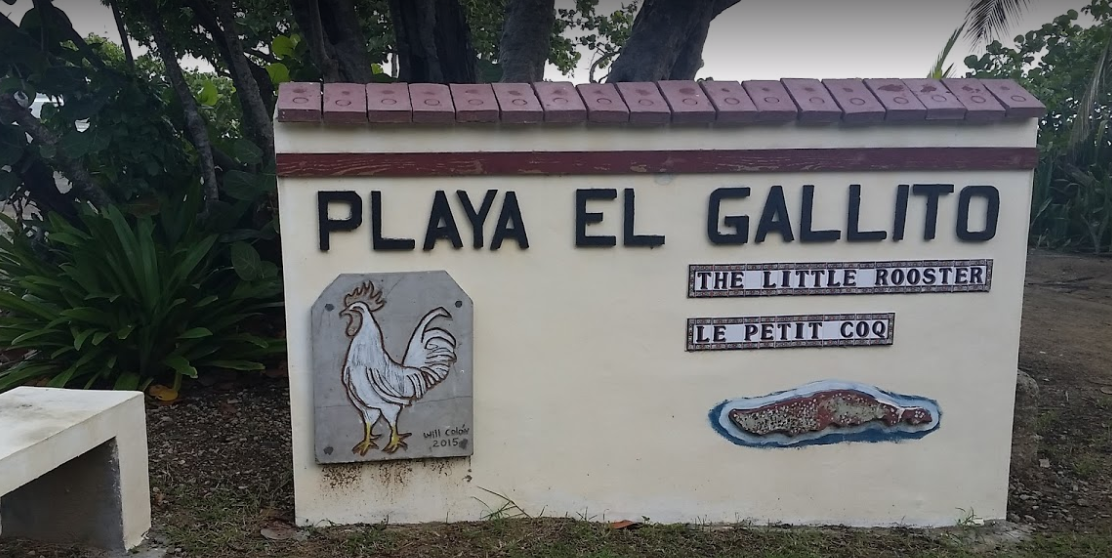 PLAYA EL GALLITO
THE LITTLE ROOSTER
LE PETIT COQ
Will Colón
2015